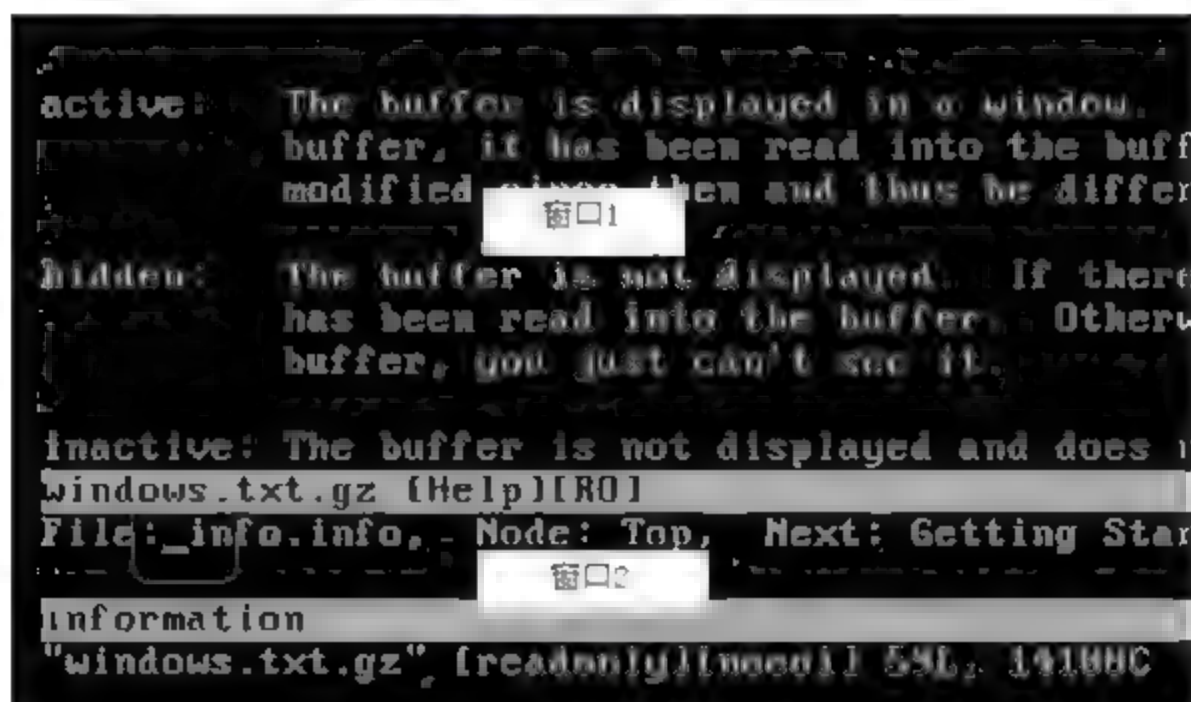 active: The buffer is displayed in a window.
buffer, it has been read into the buff
modified since then and thus be differ
窗口1
hidden: The buffer is not displayed. If there
has been read into the buffer. Otherw
buffer, you just can't see it.
inactive: The buffer is not displayed and does
windows.txt.gz [Help][RO]
File: info.info, Node: Top, Next: Getting Star
窗口2
information
"windows.txt.gz" [readonly][noeol] 59L,